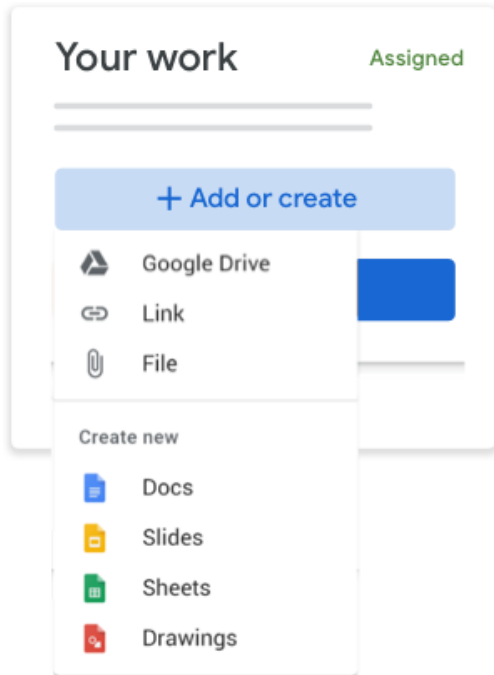 Your work
Assigned
+ Add or create
Google Drive
Link
File
Create new
Docs
Slides
Sheets
Drawings